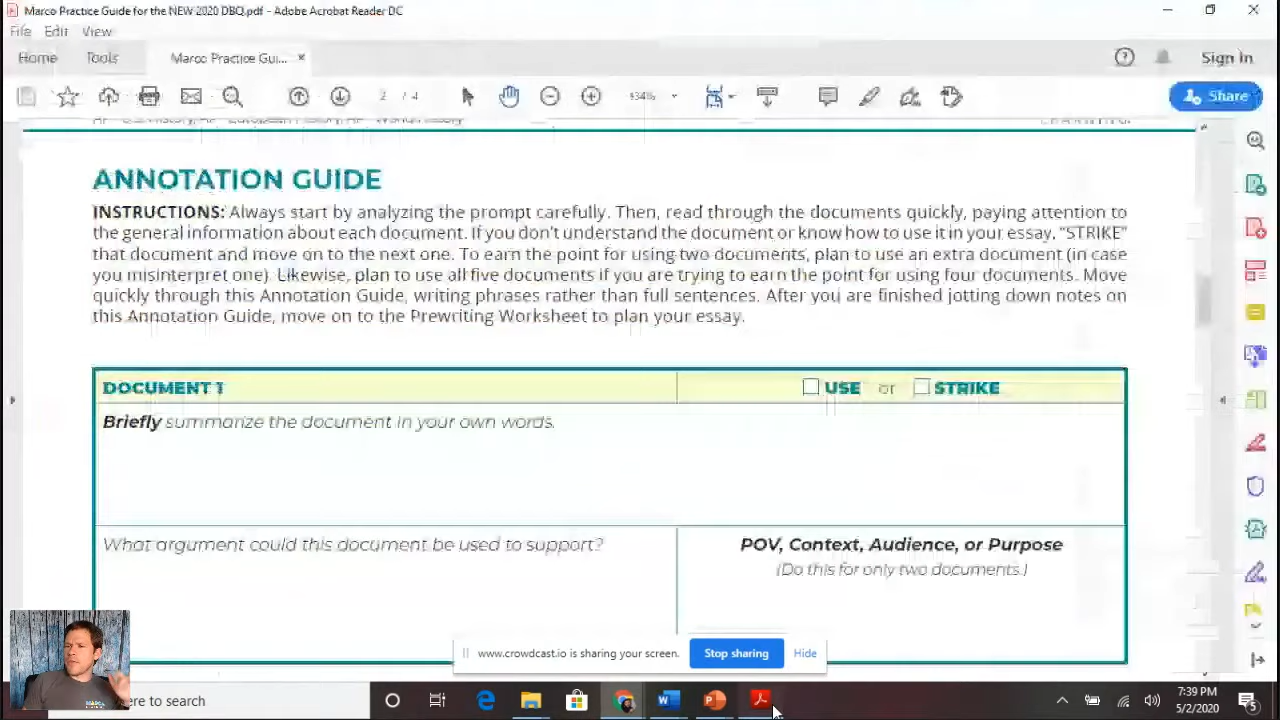 Marco Practice Guide for the NEW 2020 DBQ.pdf - Adobe Acrobat Reader DC
File Edit View
Home Tools Marco Practice Gui... × Sign In
2 / 4 Share
ANNOTATION GUIDE
INSTRUCTIONS: Always start by analyzing the prompt carefully. Then, read through the documents quickly, paying attention to
the general information about each document. If you don't understand the document or know how to use it in your essay, "STRIKE"
that document and move on to the next one. To earn the point for using two documents, plan to use an extra document (in case
you misinterpret one). Likewise, plan to use all five documents if you are trying to earn the point for using four documents. Move
quickly through this Annotation Guide, writing phrases rather than full sentences. After you are finished jotting down notes on
this Annotation Guide, move on to the Prewriting Worksheet to plan your essay.
DOCUMENT 1 USE or STRIKE
Briefly summarize the document in your own words.
What argument could this document be used to support? POV, Context, Audience, or Purpose
(Do this for only two documents.)
www.crowdcast.io is sharing your screen. Stop sharing Hide
here to search
7:39 PM
5/2/2020
5